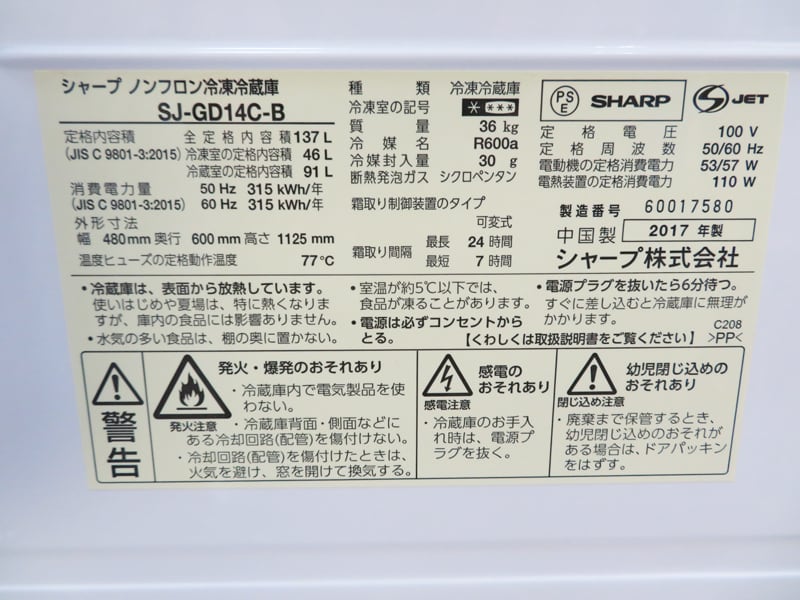 シャープ ノンフロン冷凍冷蔵庫
SJ-GD14C-B
定格内容積 全定格内容積 137 L
(JIS C 9801-3:2015) 冷凍室の定格内容積 46 L
冷蔵室の定格内容積 91 L
消費電力量 50 Hz 315 kWh/年
(JIS C 9801-3:2015) 60 Hz 315 kWh/年
外形寸法
幅 480 mm 奥行 600 mm 高さ 1125 mm
温度ヒューズの定格動作温度 77℃
種類 冷凍冷蔵庫
冷凍室の記号 * ***
質量 36 kg
冷媒名 R600a
冷媒封入量 30 g
断熱発泡ガス シクロペンタン
霜取り制御装置のタイプ
可変式
霜取り間隔 最長 24 時間
最短 7 時間
PSE SHARP S JET
定格電圧 100 V
定格周波数 50/60 Hz
電動機の定格消費電力 53/57 W
電熱装置の定格消費電力 110 W
製造番号 60017580
中国製 2017 年製
シャープ株式会社
・冷蔵庫は、表面から放熱しています。
使いはじめや夏場は、特に熱くなりま
すが、庫内の食品には影響ありません。
・水気の多い食品は、棚の奥に置かない。
・室温が約5℃以下では、
食品が凍ることがあります。
・電源は必ずコンセントから
とる。
・電源プラグを抜いたら6分待つ。
すぐに差し込むと冷蔵庫に無理が
かかります。
【くわしくは取扱説明書をご覧ください】
C208
>PP<
警告
発火・爆発のおそれあり
発火注意
・冷蔵庫内で電気製品を使
わない。
・冷蔵庫背面・側面などに
ある冷却回路(配管)を傷付けない。
・冷却回路(配管)を傷付けたときは、
火気を避け、窓を開けて換気する。
感電の
おそれあり
感電注意
・冷蔵庫のお手入
れ時は、電源プ
ラグを抜く。
幼児閉じ込めの
おそれあり
閉じ込め注意
・廃棄まで保管するとき、
幼児閉じ込めのおそれが
ある場合は、ドアパッキン
をはずす。